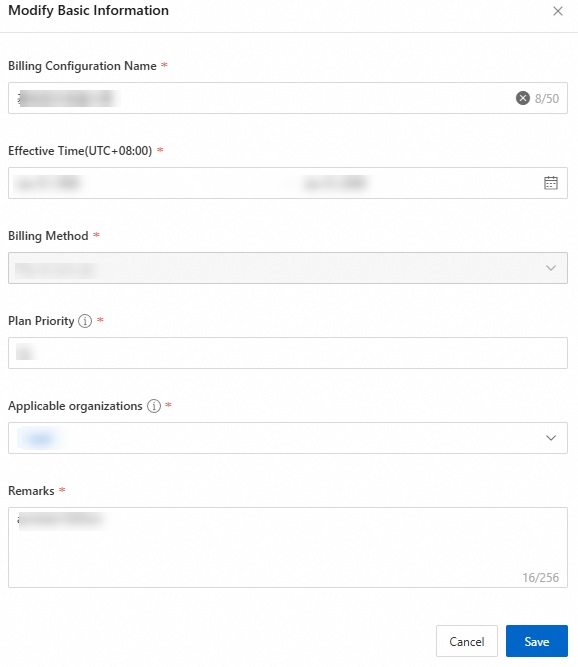 Modify Basic Information
Billing Configuration Name *
8/50
Effective Time(UTC+08:00) *
Billing Method *
Plan Priority *
Applicable organizations *
Remarks *
16/256
Cancel
Save